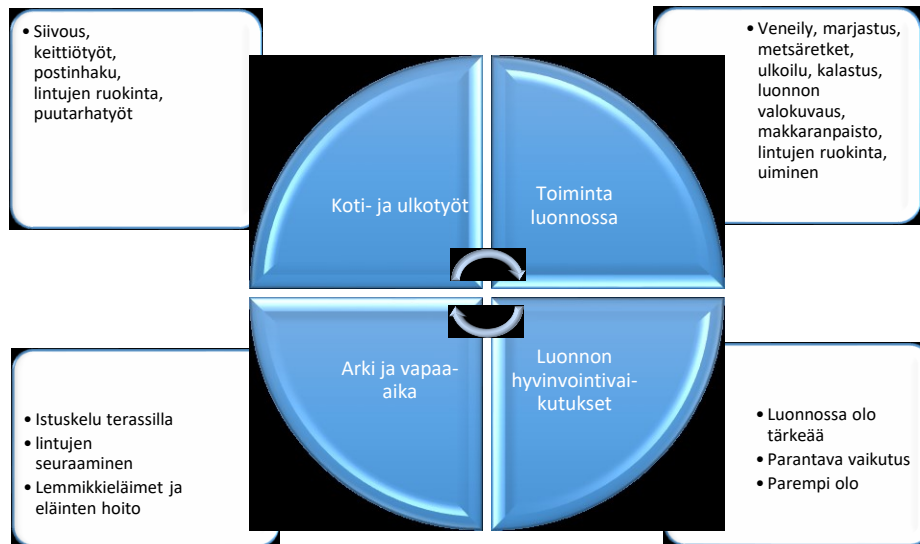 • Siivous,
keittiötyöt,
postinhaku,
lintujen ruokinta,
puutarhatyöt
• Veneily, marjastus,
metsäretket,
ulkoilu, kalastus,
luonnon
valokuvaus,
makkaranpaisto,
lintujen ruokinta,
uiminen
Koti- ja ulkotyöt
Toiminta
luonnossa
Arki ja vapaa-
aika
Luonnon
hyvinvointivai-
kutukset
• Istuskelu terassilla
• lintujen
seuraaminen
• Lemmikkieläimet ja
eläinten hoito
• Luonnossa olo
tärkeää
• Parantava vaikutus
• Parempi olo